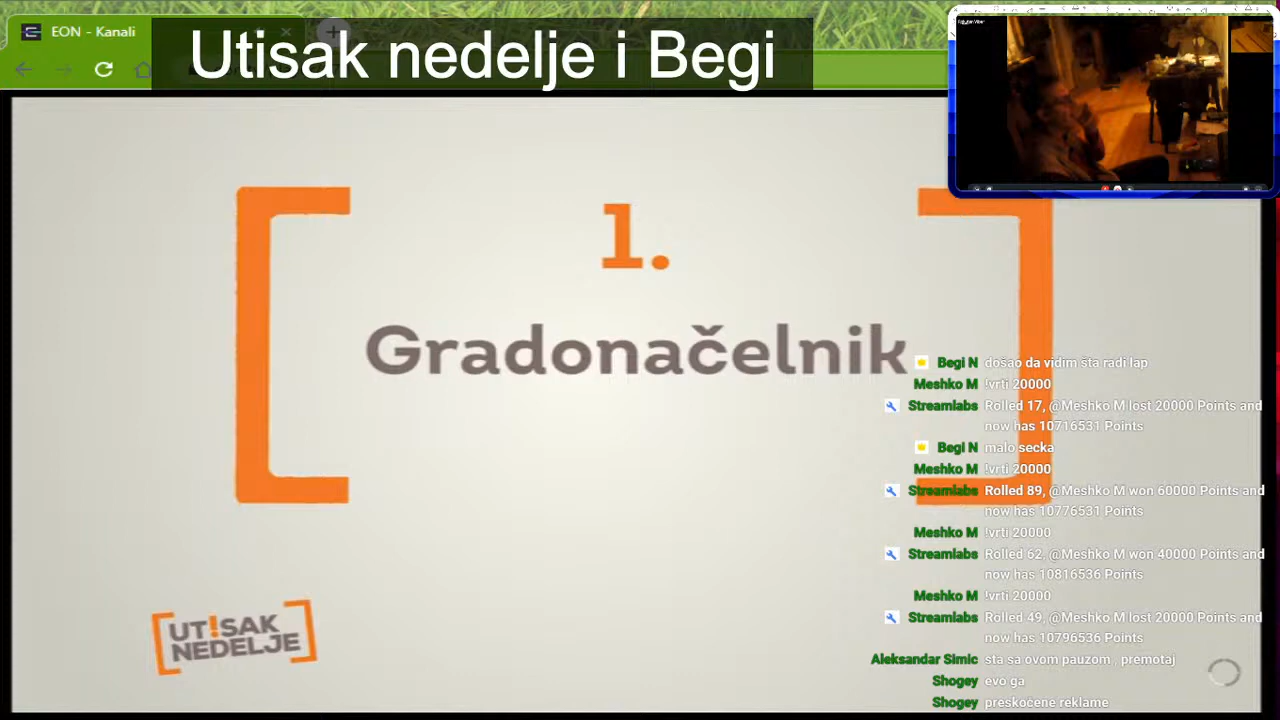 EON - Kanali
Utisak nedelje i Begi
1.
Gradonačelnik
Begi N došao da vidim šta radi lap
Meshko M !vrti 20000
Streamlabs Rolled 17, @Meshko M lost 20000 Points and
now has 10716531 Points
Begi N malo secka
Meshko M !vrti 20000
Streamlabs Rolled 89, @Meshko M won 60000 Points and
now has 10776531 Points
Meshko M !vrti 20000
Streamlabs Rolled 62, @Meshko M won 40000 Points and
now has 10816536 Points
Meshko M !vrti 20000
Streamlabs Rolled 49, @Meshko M lost 20000 Points and
now has 10796536 Points
Aleksandar Simic sta sa ovom pauzom , premotaj
Shogey evo ga
Shogey preskočene reklame
UT!SAK
NEDELJE